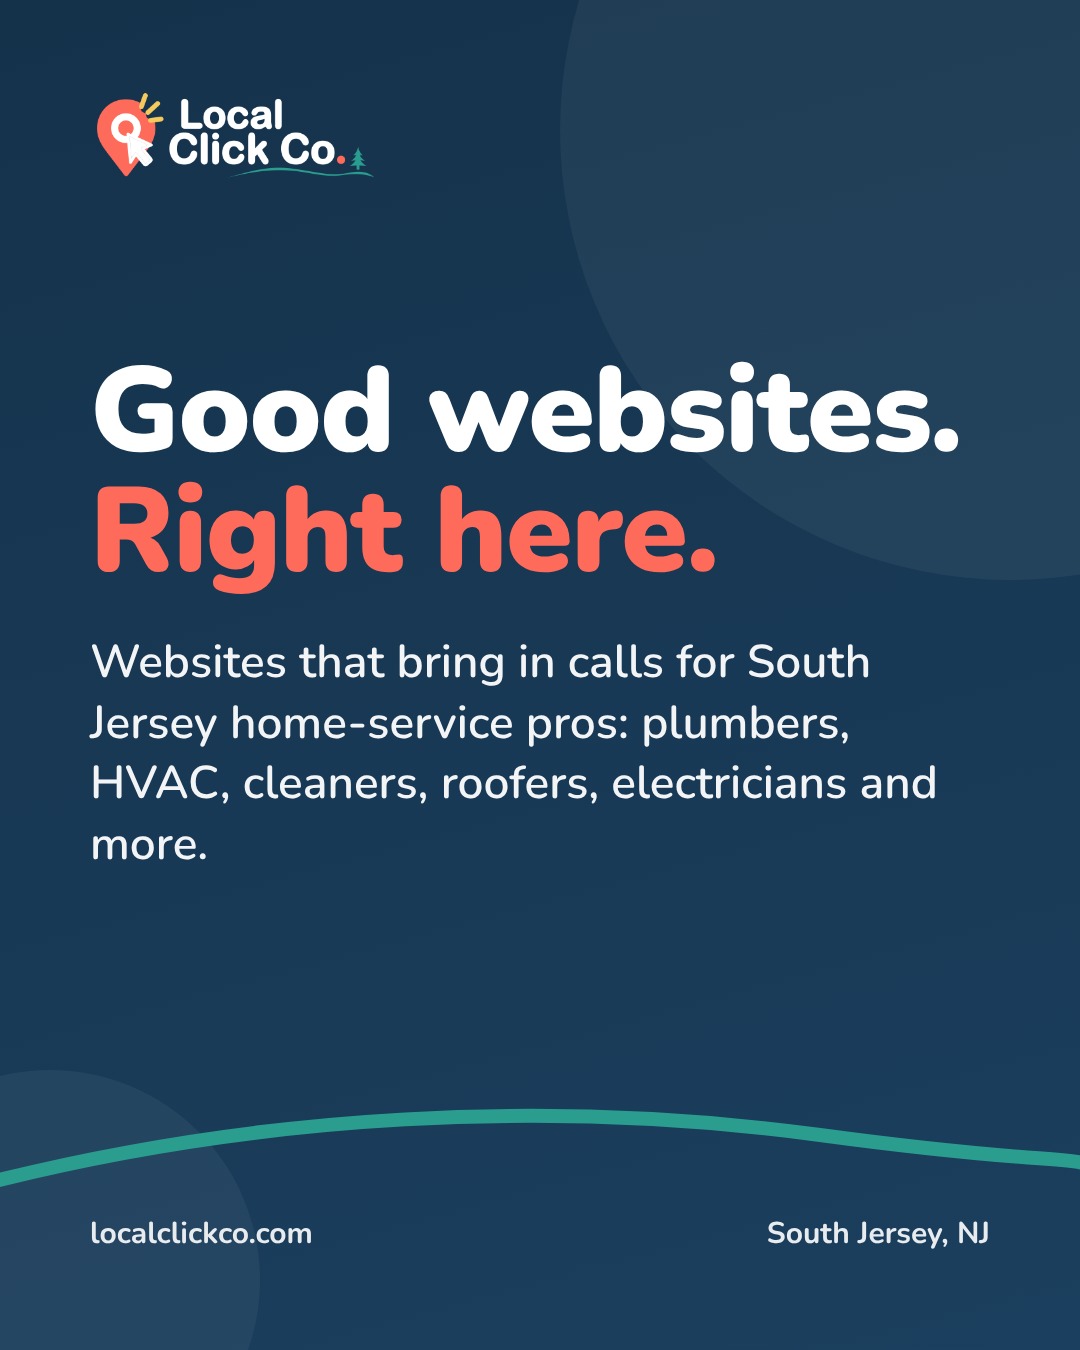 Local
Click Co.
Good websites.
Right here.
Websites that bring in calls for South
Jersey home-service pros: plumbers,
HVAC, cleaners, roofers, electricians and
more.
localclickco.com
South Jersey, NJ